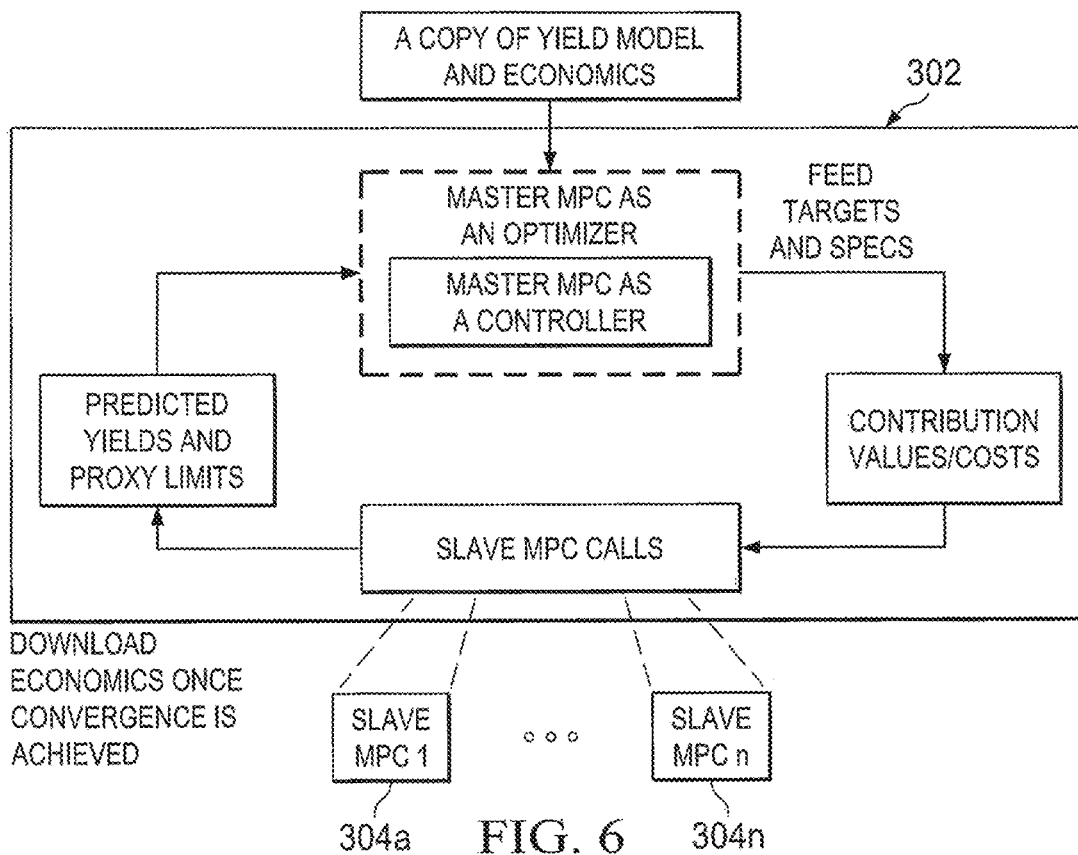 A COPY OF YIELD MODEL
AND ECONOMICS
302
MASTER MPC AS
AN OPTIMIZER
FEED
TARGETS
AND SPECS
MASTER MPC AS
A CONTROLLER
PREDICTED
YIELDS AND
PROXY LIMITS
CONTRIBUTION
VALUES/COSTS
SLAVE MPC CALLS
DOWNLOAD
ECONOMICS ONCE
CONVERGENCE IS
ACHIEVED
SLAVE
MPC 1
SLAVE
MPC n
304a
FIG. 6
304n